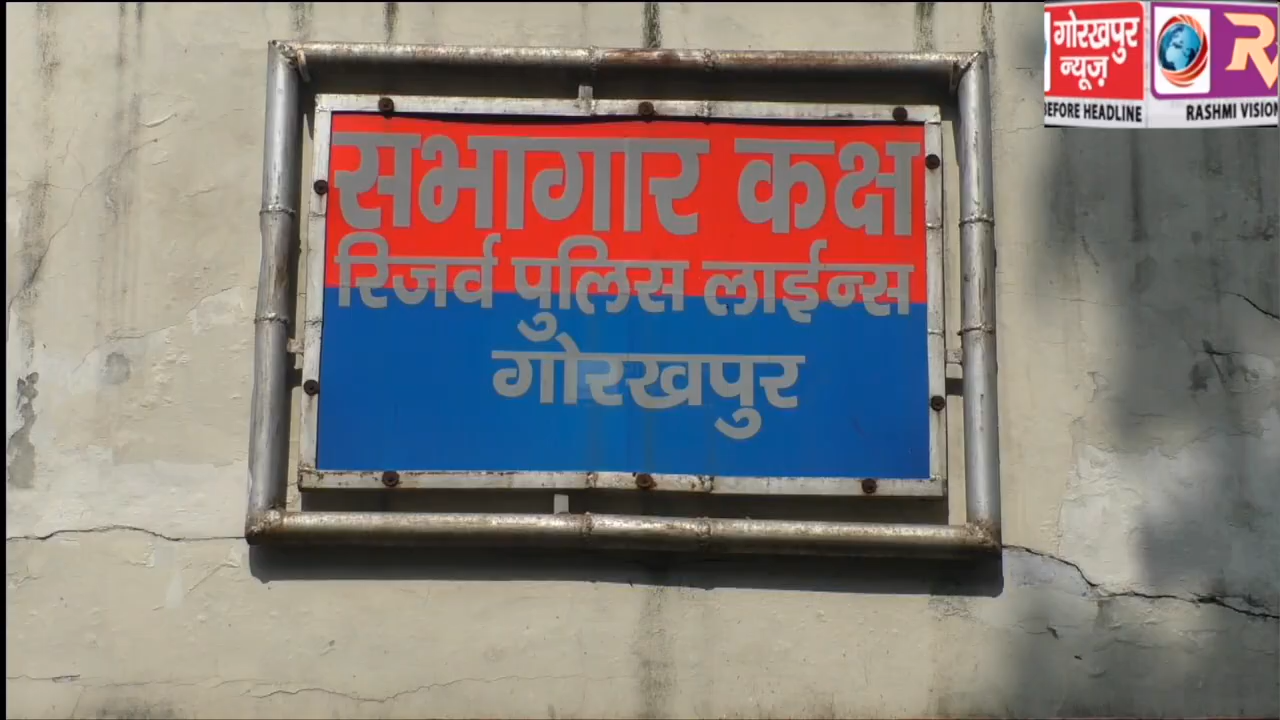 सभागार कक्ष
रिजर्व पुलिस लाईन्स
गोरखपुर
गोरखपुर
न्यूज़
BEFORE HEADLINE
R
RASHMI VISION